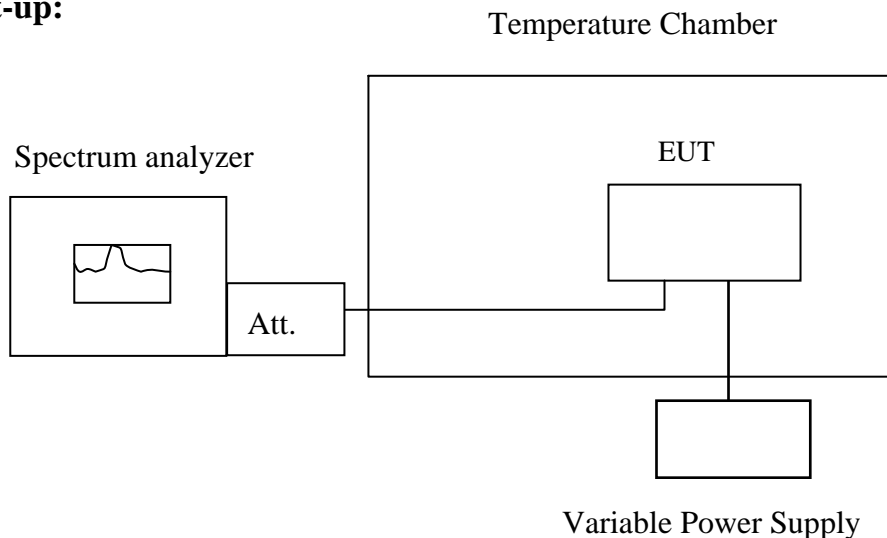 t-up:
Temperature Chamber
Spectrum analyzer
EUT
Att.
Variable Power Supply